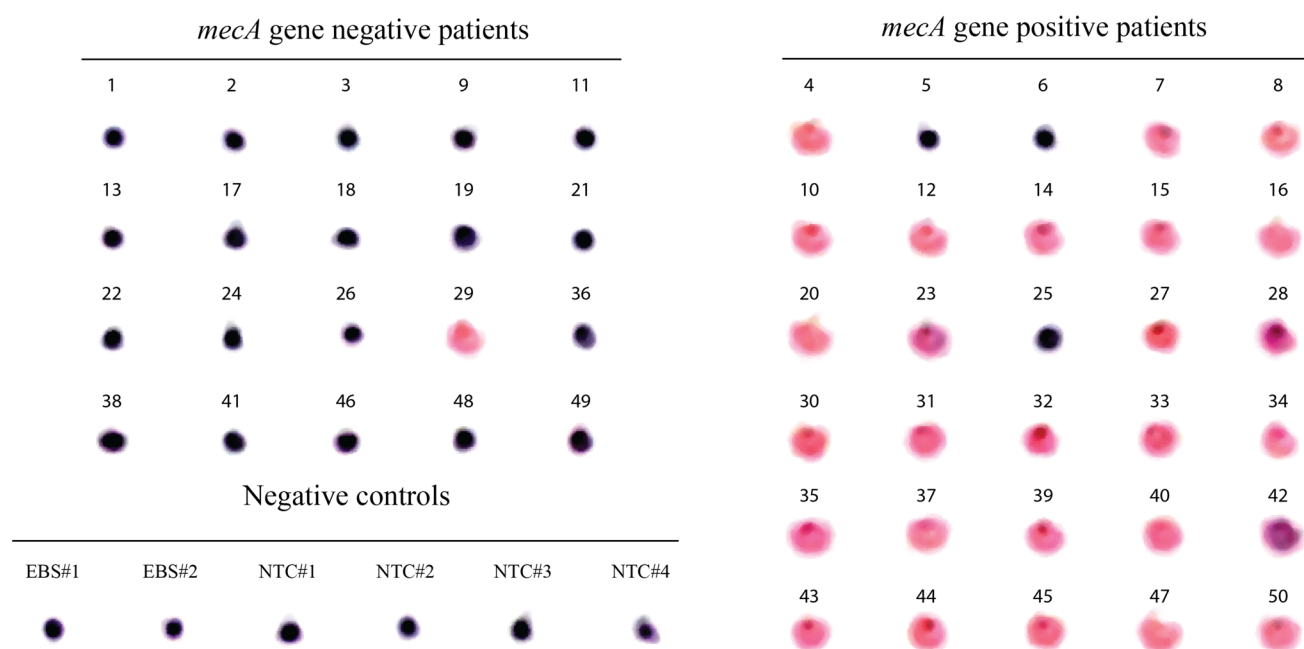 mecA gene negative patients
1 2 3 9 11
13 17 18 19 21
22 24 26 29 36
38 41 46 48 49
Negative controls
EBS#1 EBS#2 NTC#1 NTC#2 NTC#3 NTC#4
mecA gene positive patients
4 5 6 7 8
10 12 14 15 16
20 23 25 27 28
30 31 32 33 34
35 37 39 40 42
43 44 45 47 50